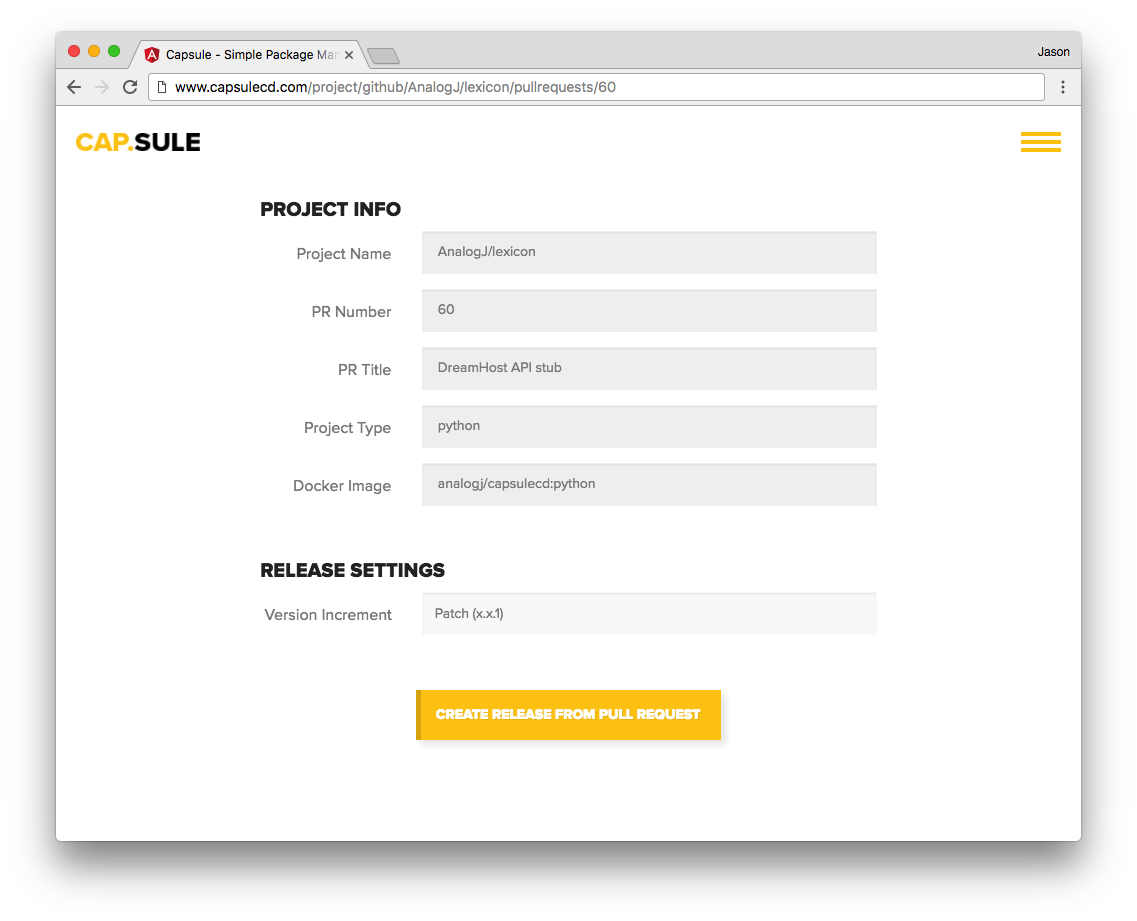 Capsule - Simple Package Man
Jason
www.capsulecd.com/project/github/AnalogJ/lexicon/pullrequests/60
CAP.SULE
PROJECT INFO
Project Name AnalogJ/lexicon
PR Number 60
PR Title DreamHost API stub
Project Type python
Docker Image analogj/capsulecd:python
RELEASE SETTINGS
Version Increment Patch (x.x.1)
CREATE RELEASE FROM PULL REQUEST